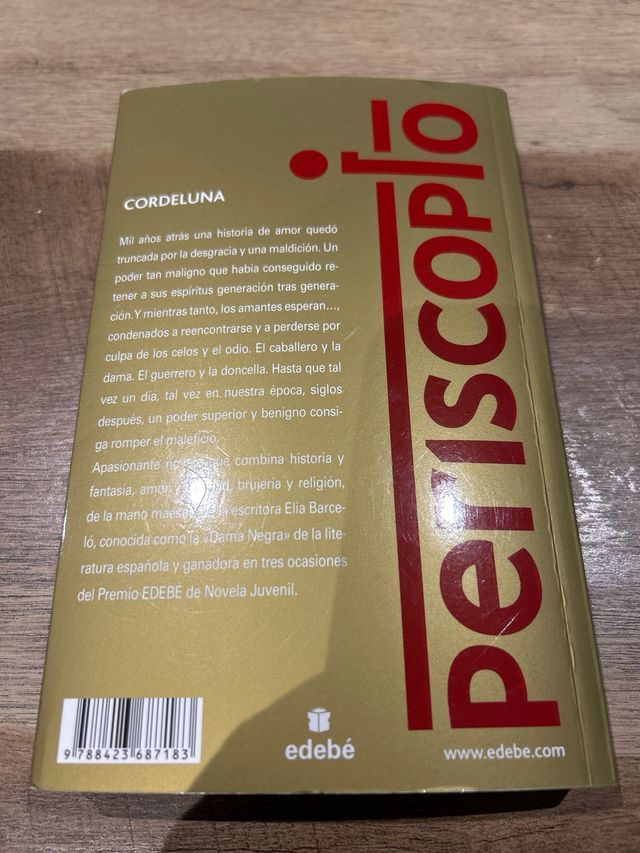 CORDELUNA
Mil años atrás una historia de amor quedó
truncada por la desgracia y una maldición. Un
poder tan maligno que había conseguido re-
tener a sus espíritus generación tras genera-
ción. Y mientras tanto, los amantes esperan...,
condenados a reencontrarse y a perderse por
culpa de los celos y el odio. El caballero y la
dama. El guerrero y la doncella. Hasta que tal
vez un día, tal vez en nuestra época, siglos
después, un poder superior y benigno consi-
ga romper el maleficio.
Apasionante novela que combina historia y
fantasía, amor y brujería y religión,
de la mano de la escritora Elia Barce-
ló, conocida como la «Dama Negra» de la lite-
ratura española y ganadora en tres ocasiones
del Premio EDEBÉ de Novela Juvenil.
periscopio
9 788423 687183
edebé
www.edebe.com